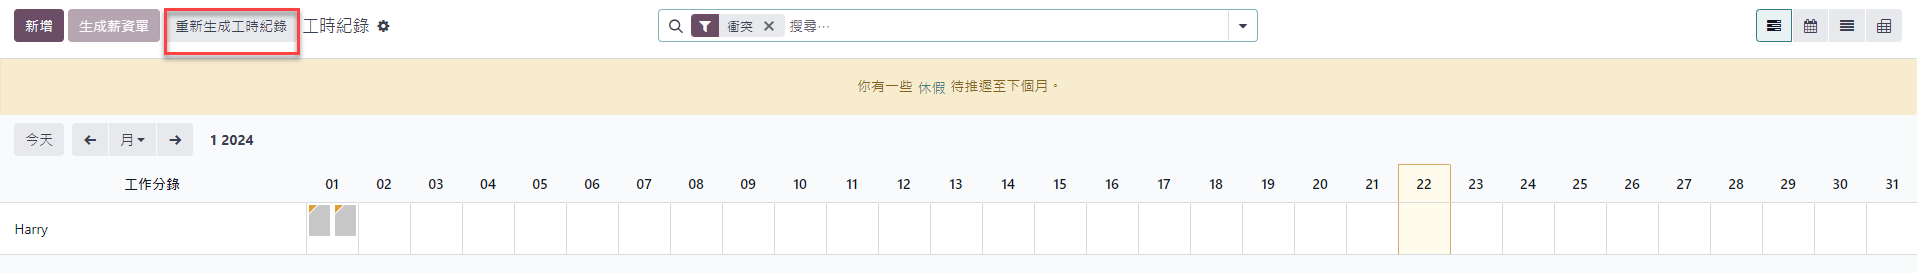 新增 生成薪資單 重新生成工時紀錄 工時紀錄 衝突 搜尋...
你有一些 休假 待推遲至下個月。
今天 月 1 2024
工作分錄 01 02 03 04 05 06 07 08 09 10 11 12 13 14 15 16 17 18 19 20 21 22 23 24 25 26 27 28 29 30 31
Harry